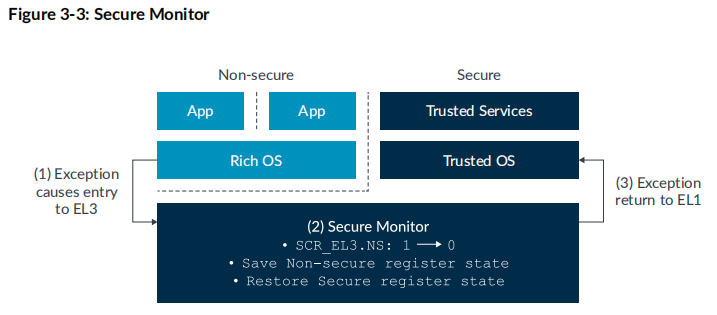 Figure 3-3: Secure Monitor
Non-secure
Secure
App
App
Trusted Services
Rich OS
Trusted OS
(1) Exception
causes entry
to EL3
(3) Exception
return to EL1
(2) Secure Monitor
• SCR_EL3.NS: 1 → 0
• Save Non-secure register state
• Restore Secure register state